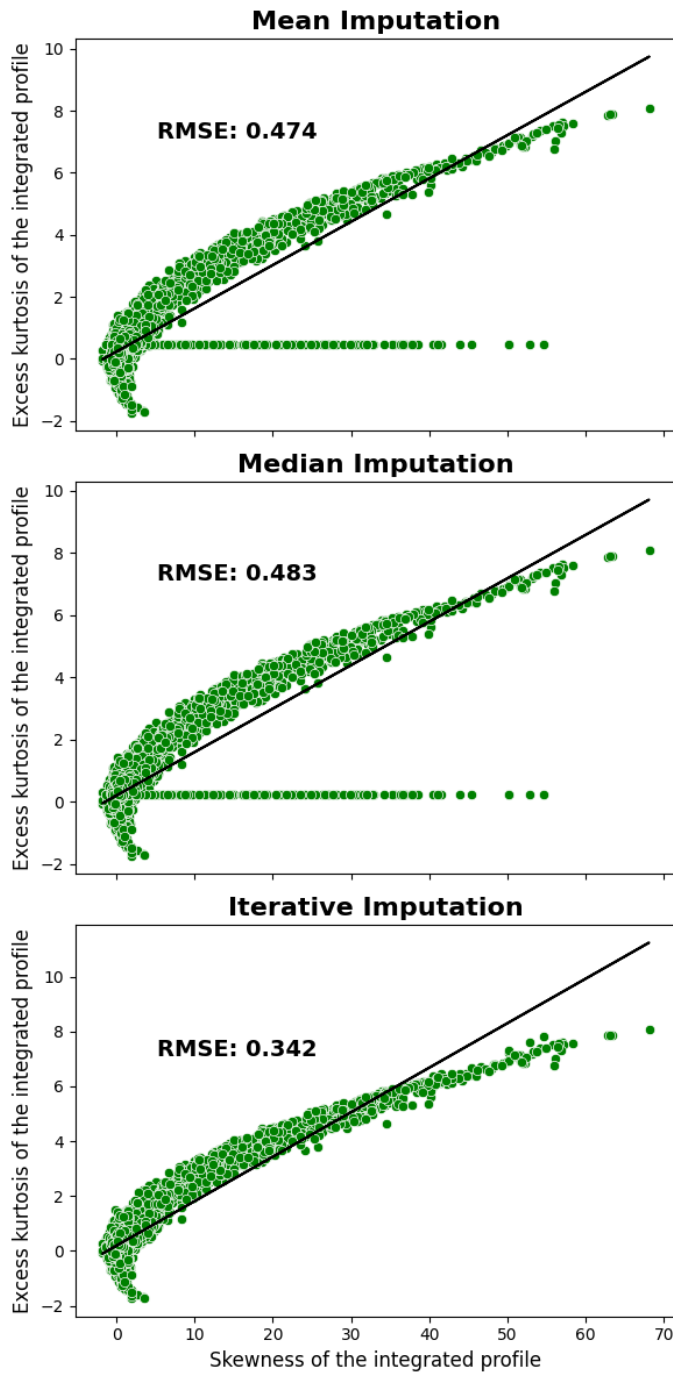 Mean Imputation
Excess kurtosis of the integrated profile
10
8
6
4
2
0
−2
RMSE: 0.474
Median Imputation
Excess kurtosis of the integrated profile
10
8
6
4
2
0
−2
RMSE: 0.483
Iterative Imputation
Excess kurtosis of the integrated profile
10
8
6
4
2
0
−2
RMSE: 0.342
0 10 20 30 40 50 60 70
Skewness of the integrated profile